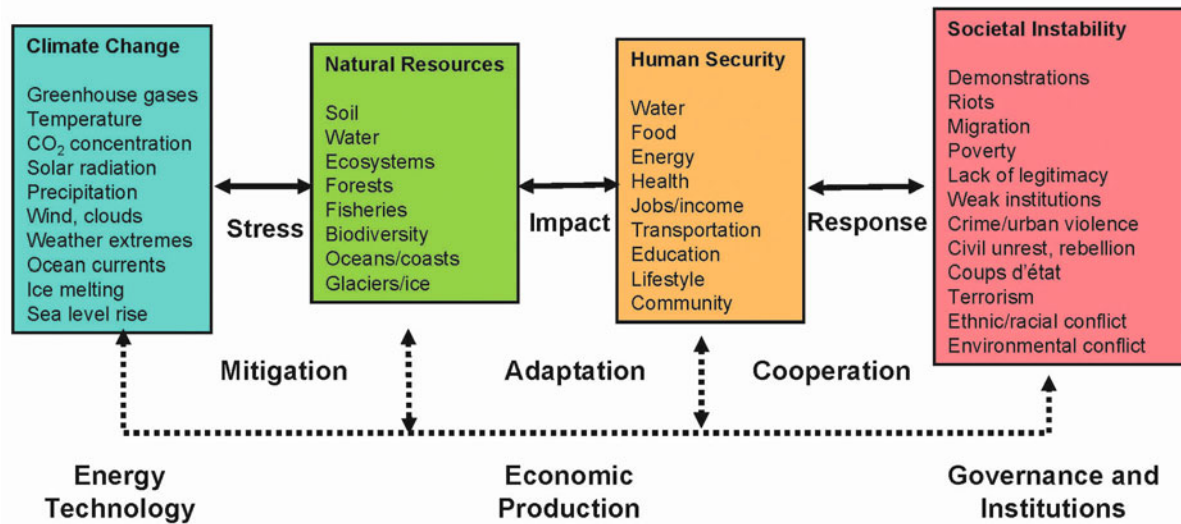 Climate Change
Greenhouse gases
Temperature
CO₂ concentration
Solar radiation
Precipitation
Wind, clouds
Weather extremes
Ocean currents
Ice melting
Sea level rise
Stress
Natural Resources
Soil
Water
Ecosystems
Forests
Fisheries
Biodiversity
Oceans/coasts
Glaciers/ice
Impact
Human Security
Water
Food
Energy
Health
Jobs/income
Transportation
Education
Lifestyle
Community
Response
Societal Instability
Demonstrations
Riots
Migration
Poverty
Lack of legitimacy
Weak institutions
Crime/urban violence
Civil unrest, rebellion
Coups d'état
Terrorism
Ethnic/racial conflict
Environmental conflict
Mitigation
Adaptation
Cooperation
Energy
Technology
Economic
Production
Governance and
Institutions